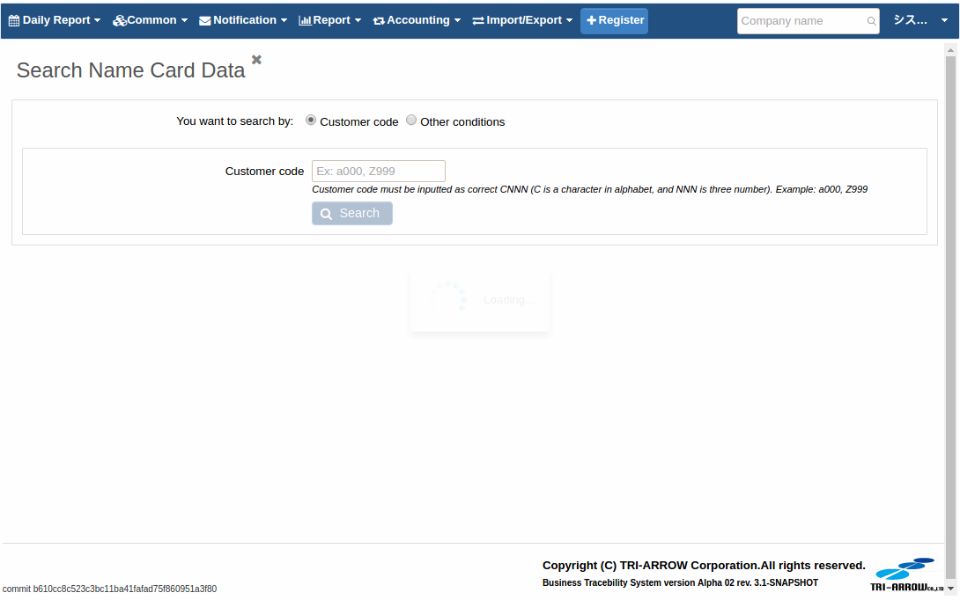 Daily Report Common Notification Report Accounting Import/Export Register Company name シス...
Search Name Card Data
You want to search by: Customer code Other conditions
Customer code Ex: a000, Z999
Customer code must be inputted as correct CNNN (C is a character in alphabet, and NNN is three number). Example: a000, Z999
Search
Loading...
Copyright (C) TRI-ARROW Corporation.All rights reserved.
Business Tracebility System version Alpha 02 rev. 3.1-SNAPSHOT
TRI-ARROW CO.,LTD
commit b610cc8c523c3bc11ba41fafad75f860951a3f80